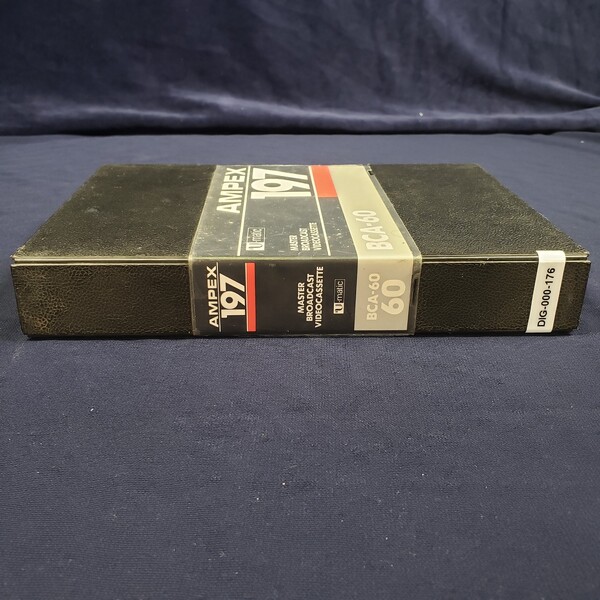 AMPEX
197
U-matic
MASTER
BROADCAST
VIDEOCASSETTE
BCA-60
AMPEX
197
MASTER
BROADCAST
VIDEOCASSETTE
U-matic
BCA-60
60
DIG-000-176